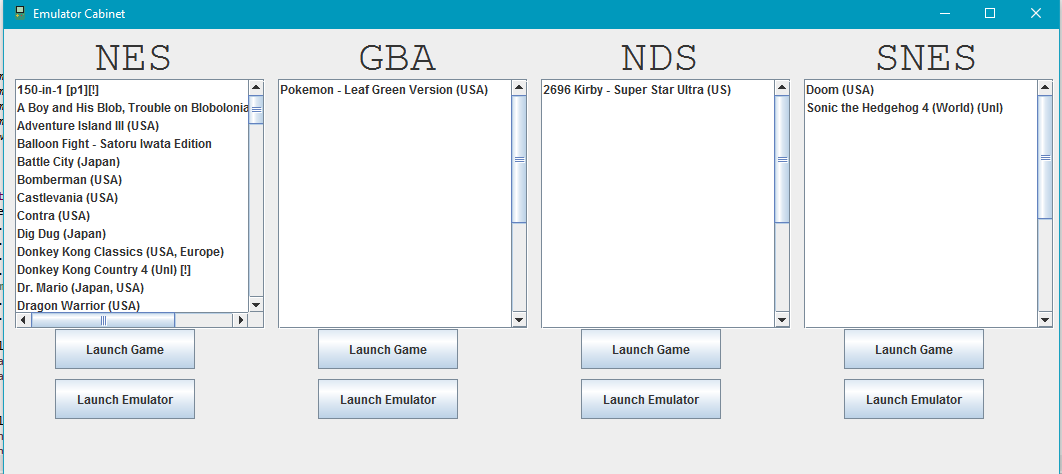 Emulator Cabinet
NES
150-in-1 [p1][!]
A Boy and His Blob, Trouble on Blobolonia
Adventure Island III (USA)
Balloon Fight - Satoru Iwata Edition
Battle City (Japan)
Bomberman (USA)
Castlevania (USA)
Contra (USA)
Dig Dug (Japan)
Donkey Kong Classics (USA, Europe)
Donkey Kong Country 4 (Unl) [!]
Dr. Mario (Japan, USA)
Dragon Warrior (USA)
Launch Game
Launch Emulator
GBA
Pokemon - Leaf Green Version (USA)
Launch Game
Launch Emulator
NDS
2696 Kirby - Super Star Ultra (US)
Launch Game
Launch Emulator
SNES
Doom (USA)
Sonic the Hedgehog 4 (World) (Unl)
Launch Game
Launch Emulator